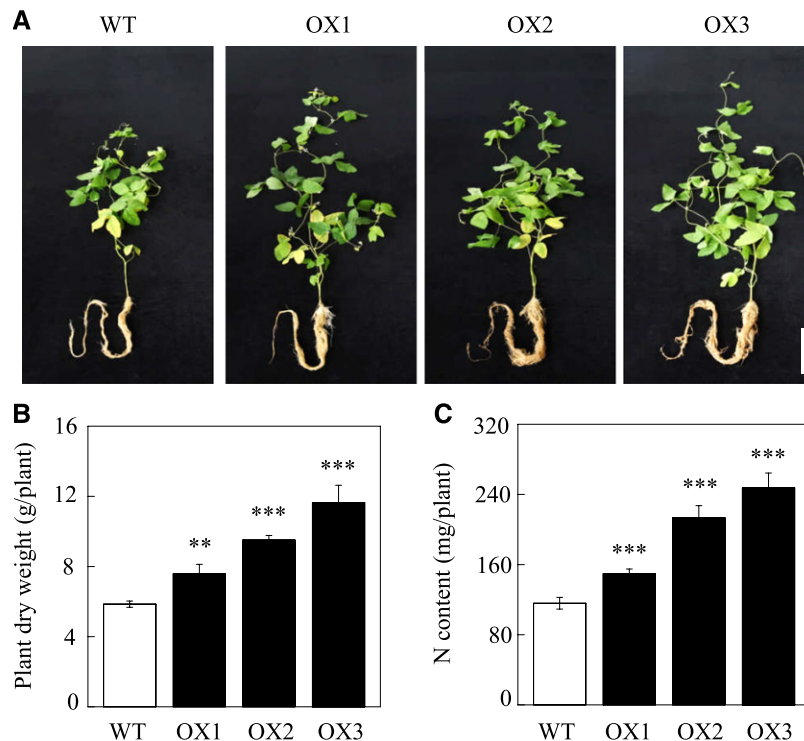 A
WT OX1 OX2 OX3
B
Plant dry weight (g/plant)
16
12
8
4
0
**
***
***
WT OX1 OX2 OX3
C
N content (mg/plant)
320
240
160
80
0
***
***
***
WT OX1 OX2 OX3